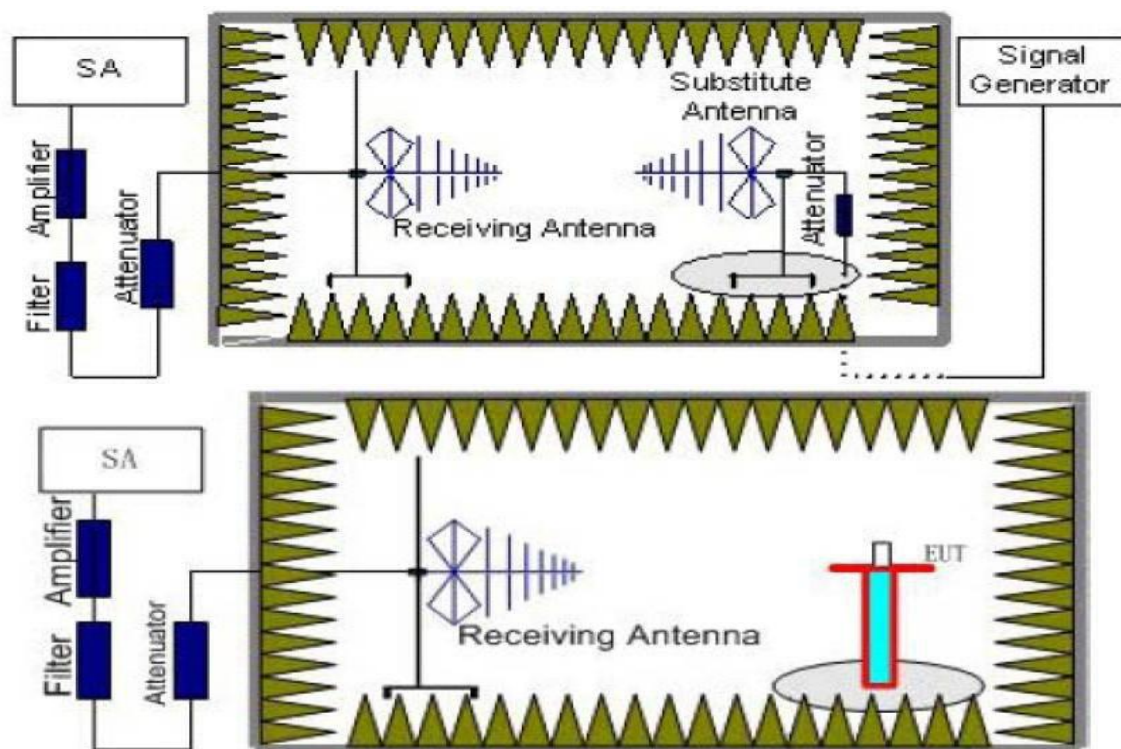 SA
Signal
Generator
Substitute
Antenna
Amplifier
Attenuator
Filter
Receiving Antenna
Attenuator
SA
Amplifier
Filter
Attenuator
Receiving Antenna
EUT